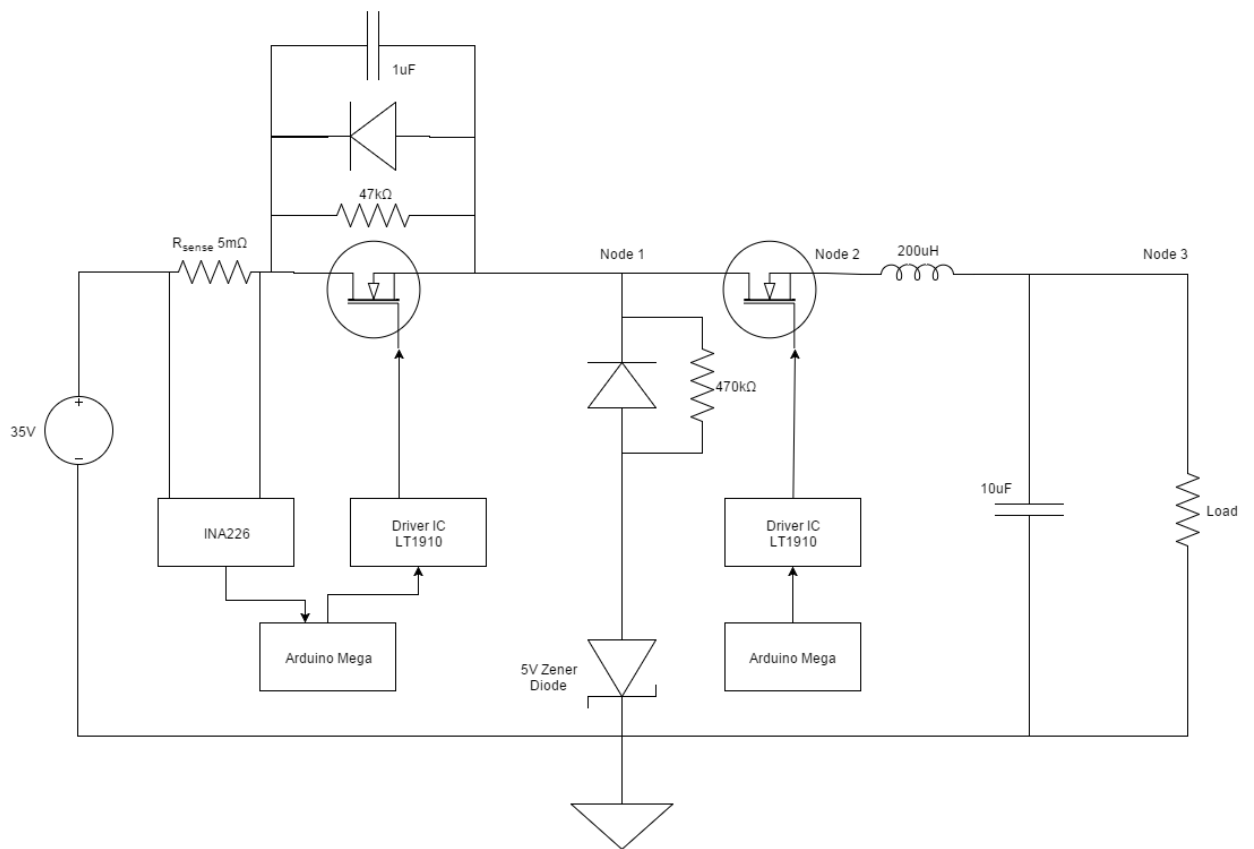 1uF
47kΩ
Rsense 5mΩ
Node 1
Node 2
200uH
Node 3
470kΩ
+
35V
−
10uF
Load
INA226
Driver IC
LT1910
Driver IC
LT1910
Arduino Mega
5V Zener
Diode
Arduino Mega